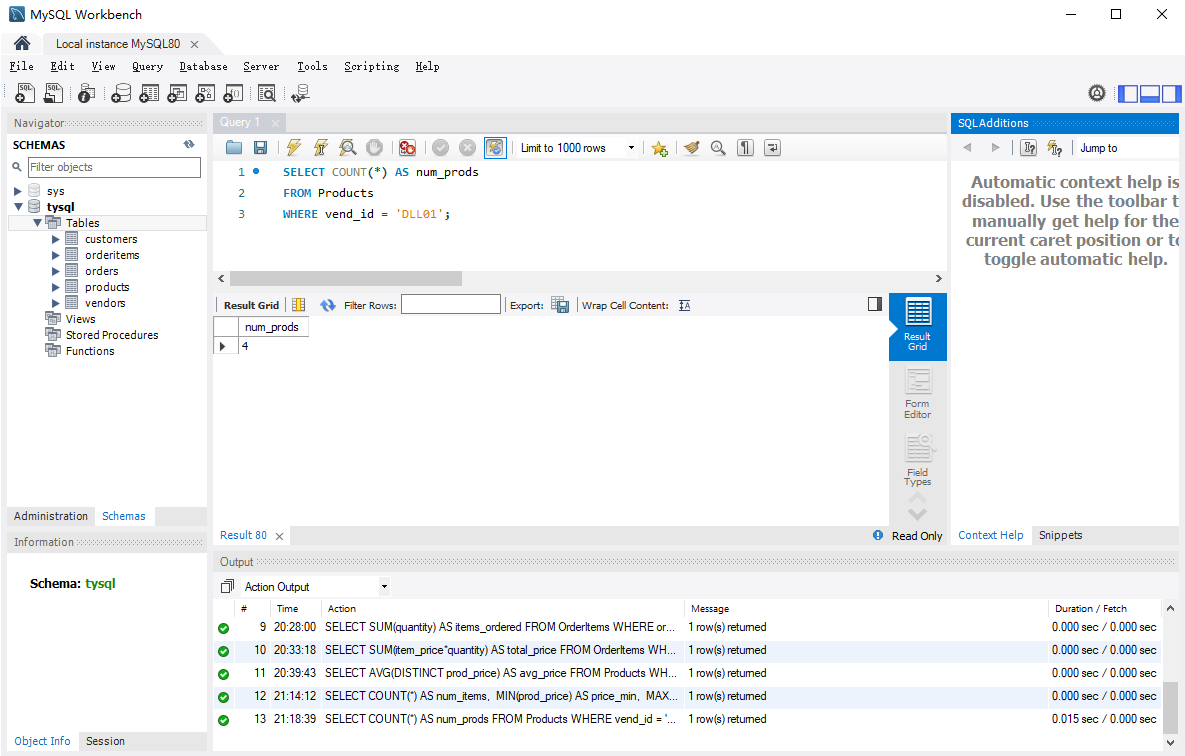 MySQL Workbench
Local instance MySQL80
File Edit View Query Database Server Tools Scripting Help
Navigator
SCHEMAS
Filter objects
sys
tysql
Tables
customers
orderitems
orders
products
vendors
Views
Stored Procedures
Functions
Administration Schemas
Information
Schema: tysql
Object Info Session
Query 1
Limit to 1000 rows
1 SELECT COUNT(*) AS num_prods
2 FROM Products
3 WHERE vend_id = 'DLL01';
Result Grid Filter Rows: Export: Wrap Cell Content:
num_prods
4
Result Grid
Form Editor
Field Types
Result 80
Read Only
SQLAdditions
Jump to
Automatic context help is
disabled. Use the toolbar t
manually get help for the
current caret position or to
toggle automatic help.
Context Help Snippets
Output
Action Output
# Time Action Message Duration / Fetch
9 20:28:00 SELECT SUM(quantity) AS items_ordered FROM OrderItems WHERE or... 1 row(s) returned 0.000 sec / 0.000 sec
10 20:33:18 SELECT SUM(item_price*quantity) AS total_price FROM OrderItems WH... 1 row(s) returned 0.000 sec / 0.000 sec
11 20:39:43 SELECT AVG(DISTINCT prod_price) AS avg_price FROM Products WH... 1 row(s) returned 0.000 sec / 0.000 sec
12 21:14:12 SELECT COUNT(*) AS num_items, MIN(prod_price) AS price_min, MAX... 1 row(s) returned 0.000 sec / 0.000 sec
13 21:18:39 SELECT COUNT(*) AS num_prods FROM Products WHERE vend_id = '... 1 row(s) returned 0.015 sec / 0.000 sec